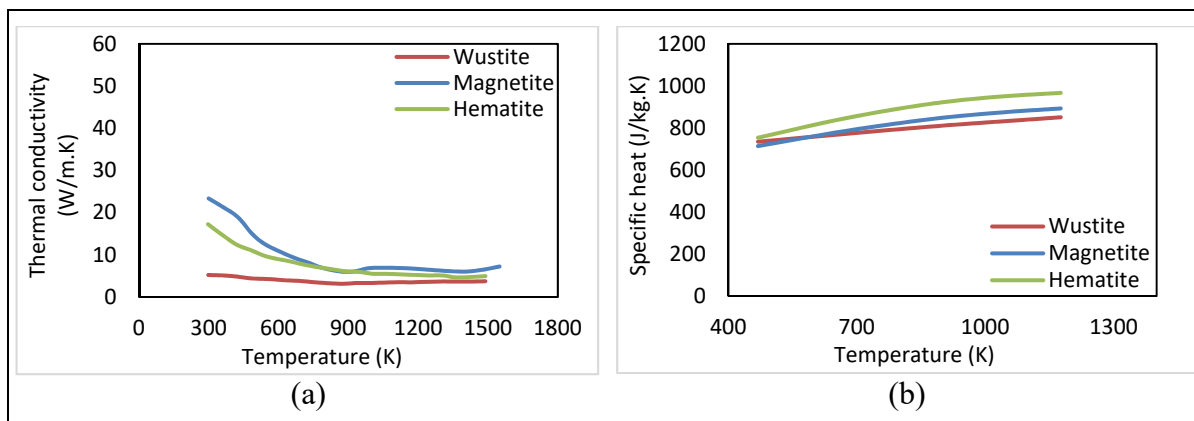 Thermal conductivity
(W/m.K)
60
50
40
30
20
10
0
0 300 600 900 1200 1500 1800
Temperature (K)
Wustite
Magnetite
Hematite
(a)
Specific heat (J/kg.K)
1200
1000
800
600
400
200
0
400 700 1000 1300
Temperature (K)
Wustite
Magnetite
Hematite
(b)